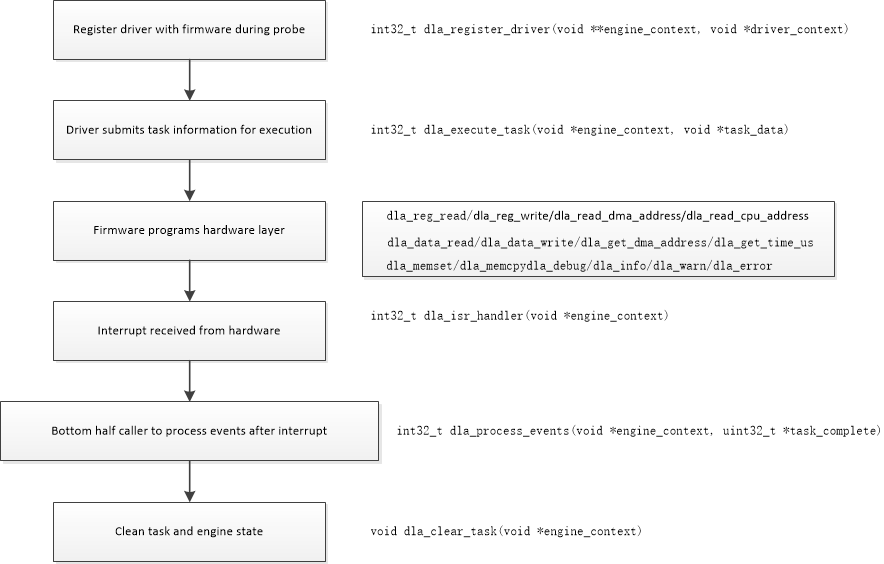 Register driver with firmware during probe
int32_t dla_register_driver(void **engine_context, void *driver_context)
Driver submits task information for execution
int32_t dla_execute_task(void *engine_context, void *task_data)
Firmware programs hardware layer
dla_reg_read/dla_reg_write/dla_read_dma_address/dla_read_cpu_address
dla_data_read/dla_data_write/dla_get_dma_address/dla_get_time_us
dla_memset/dla_memcpydla_debug/dla_info/dla_warn/dla_error
Interrupt received from hardware
int32_t dla_isr_handler(void *engine_context)
Bottom half caller to process events after interrupt
int32_t dla_process_events(void *engine_context, uint32_t *task_complete)
Clean task and engine state
void dla_clear_task(void *engine_context)